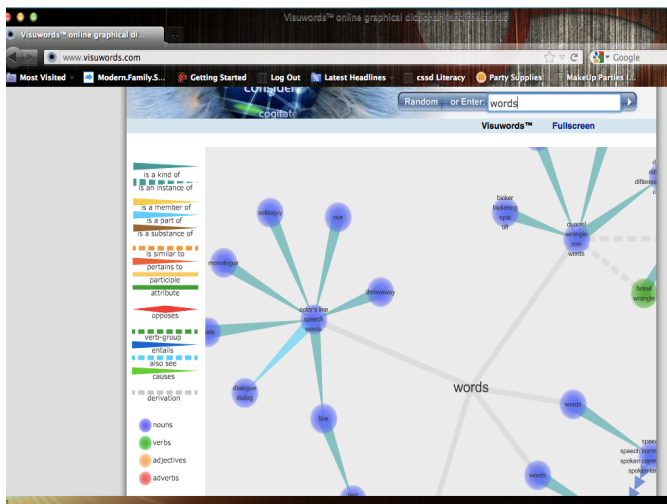 Visuwords™ online graphical dictionary and thesaurus
Visuwords™ online graphical di...
www.visuwords.com
Google
Most Visited
Modern.Family.S...
Getting Started
Log Out
Latest Headlines
cssd Literacy
Party Supplies
MakeUp Parties
consider
cogitate
Random
or Enter:
words
Visuwords™
Fullscreen
is a kind of
is an instance of
is a member of
is a part of
is a substance of
is similar to
pertains to
participle
attribute
opposes
verb-group
entails
also see
causes
derivation
nouns
verbs
adjectives
adverbs
soliloquy
cue
monologue
throwaway
actor's line
speech
words
dialogue
dialog
line
bicker
bickering
spat
tiff
quarrel
wrangle
row
words
brawl
wrangle
words
words
words